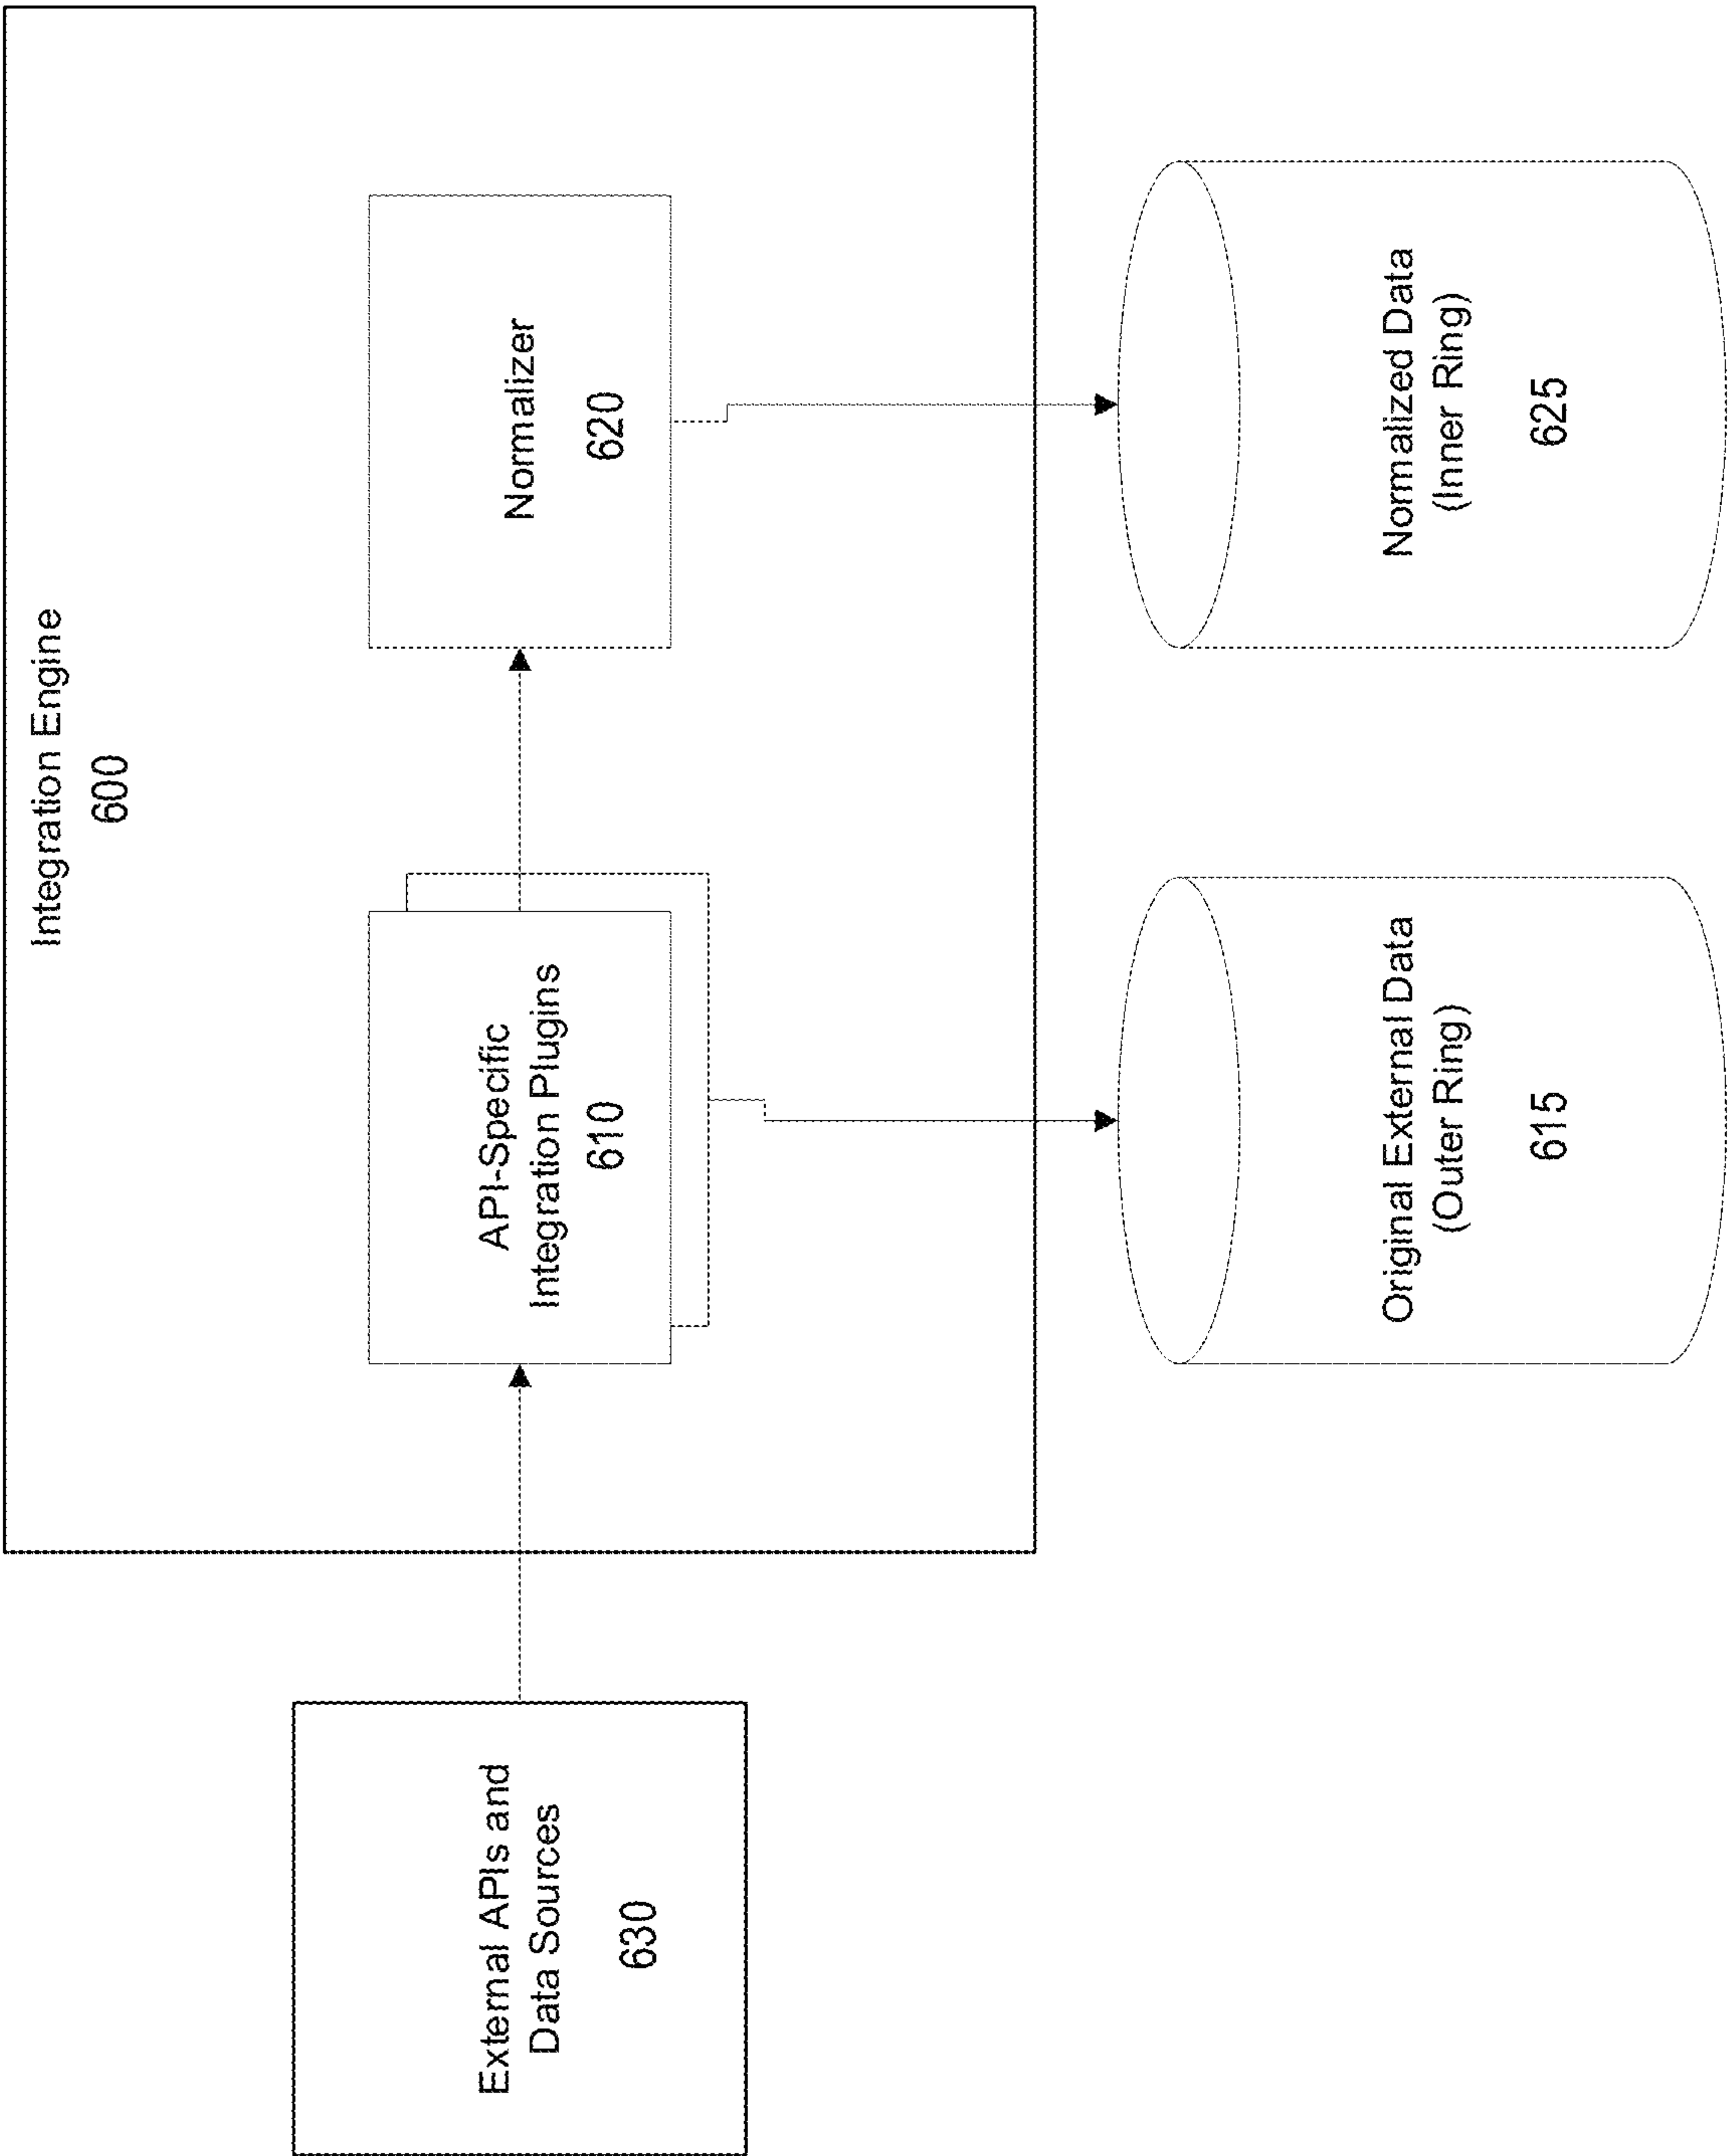 Integration Engine
600
External APIs and
Data Sources
630
API-Specific
Integration Plugins
610
Normalizer
620
Original External Data
(Outer Ring)
615
Normalized Data
(Inner Ring)
625